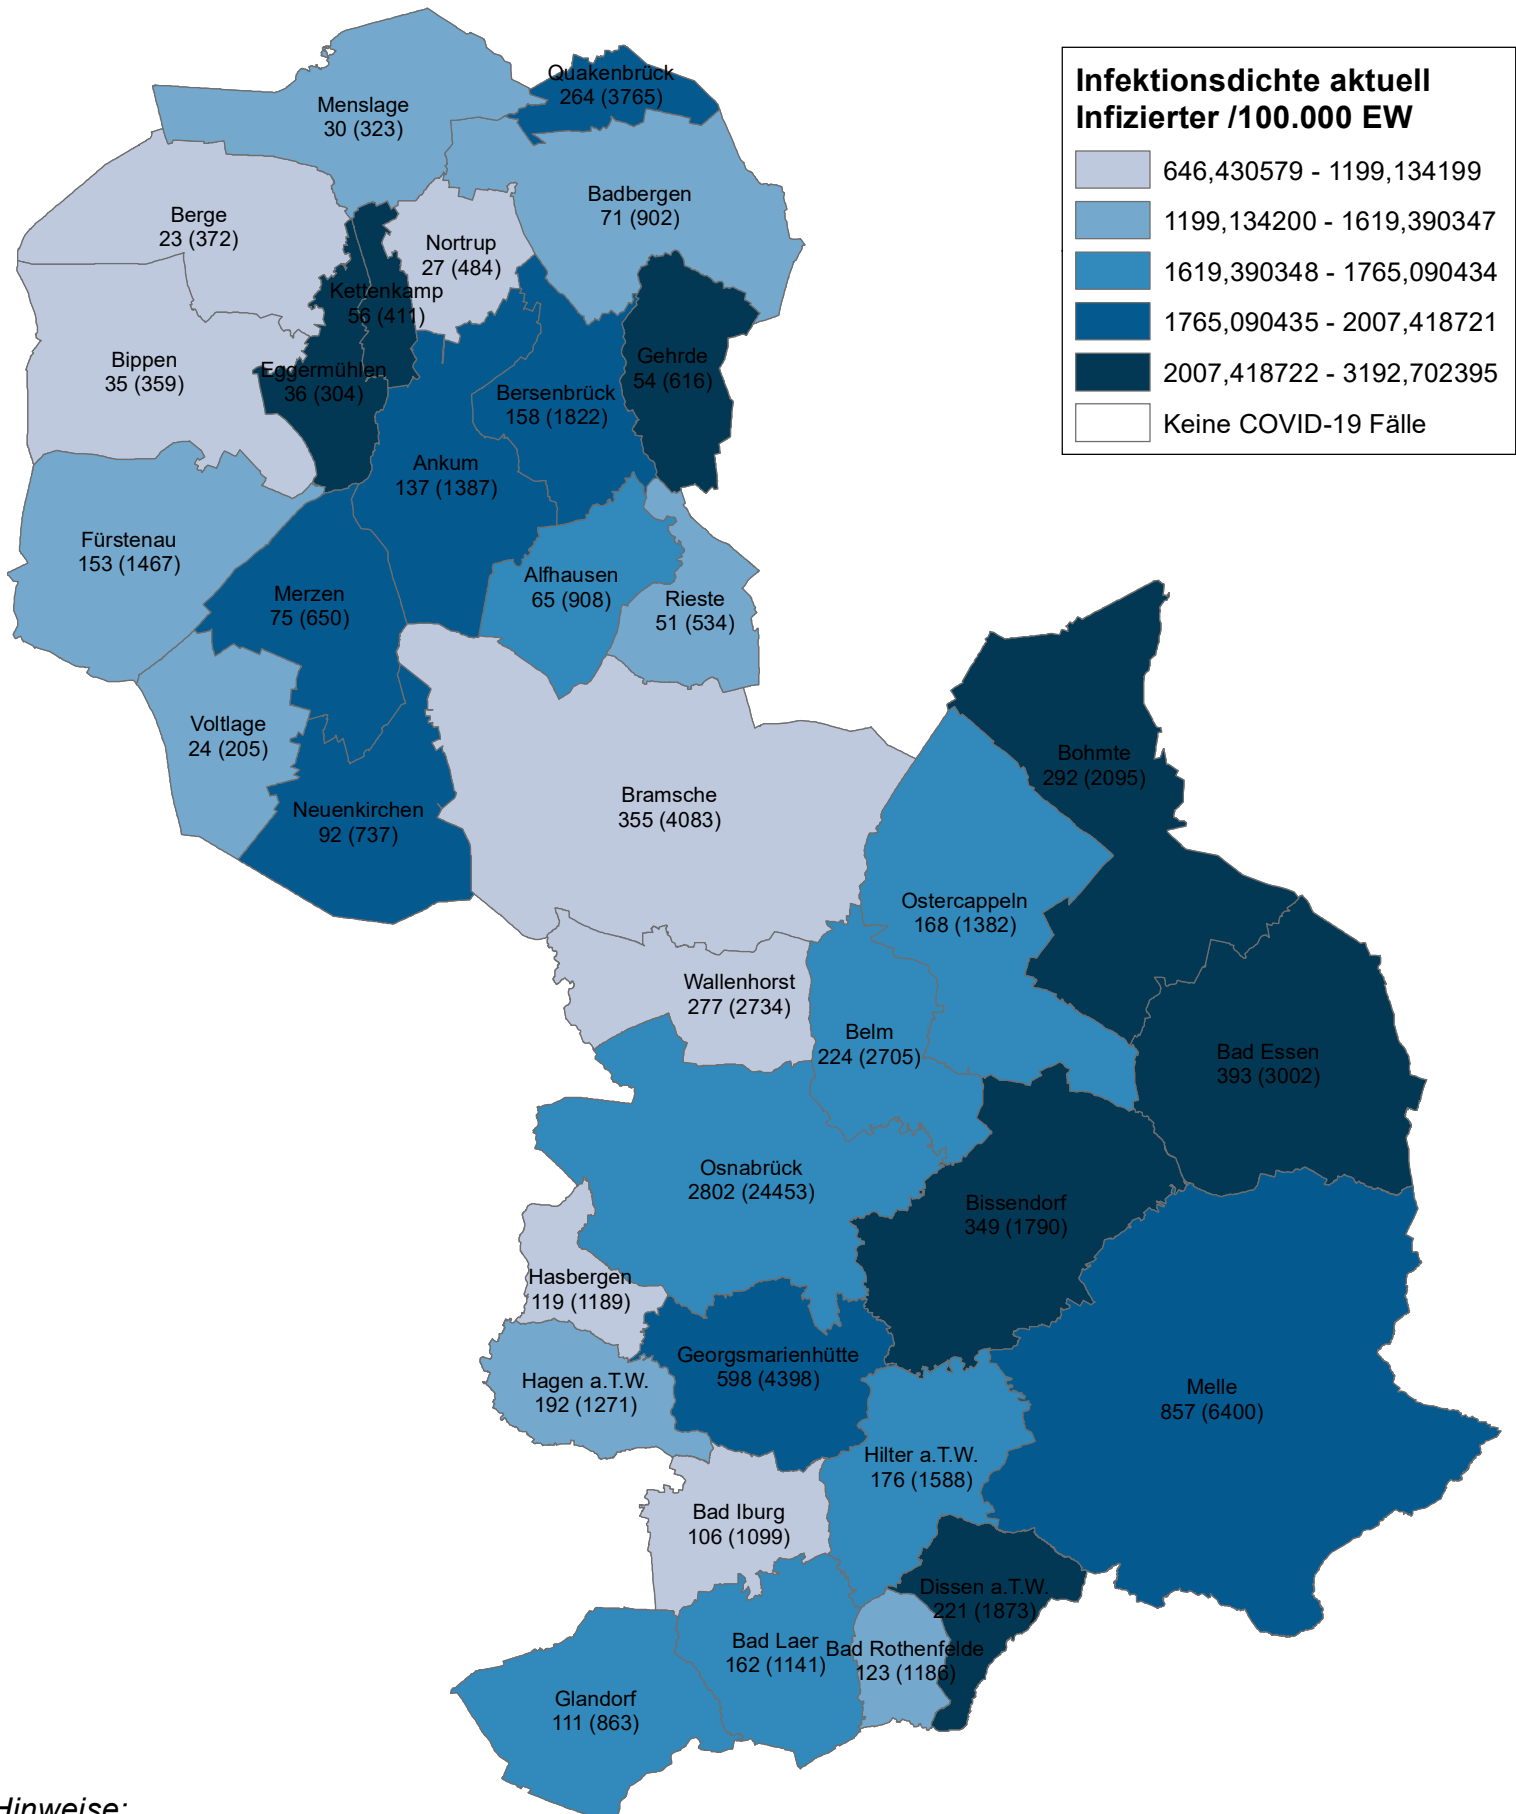 Infektionsdichte aktuell
Infizierter /100.000 EW
646,430579 - 1199,134199
1199,134200 - 1619,390347
1619,390348 - 1765,090434
1765,090435 - 2007,418721
2007,418722 - 3192,702395
Keine COVID-19 Fälle
Quakenbrück
264 (3765)
Menslage
30 (323)
Badbergen
71 (902)
Berge
23 (372)
Nortrup
27 (484)
Kettenkamp
56 (411)
Gehrde
54 (616)
Bippen
35 (359)
Eggermühlen
36 (304)
Bersenbrück
158 (1822)
Ankum
137 (1387)
Fürstenau
153 (1467)
Alfhausen
65 (908)
Merzen
75 (650)
Rieste
51 (534)
Voltlage
24 (205)
Bohmte
292 (2095)
Bramsche
355 (4083)
Neuenkirchen
92 (737)
Ostercappeln
168 (1382)
Wallenhorst
277 (2734)
Belm
224 (2705)
Bad Essen
393 (3002)
Osnabrück
2802 (24453)
Bissendorf
349 (1790)
Hasbergen
119 (1189)
Georgsmarienhütte
598 (4398)
Hagen a.T.W.
192 (1271)
Melle
857 (6400)
Hilter a.T.W.
176 (1588)
Bad Iburg
106 (1099)
Dissen a.T.W.
221 (1873)
Bad Laer
162 (1141)
Bad Rothenfelde
123 (1186)
Glandorf
111 (863)
Hinweise: